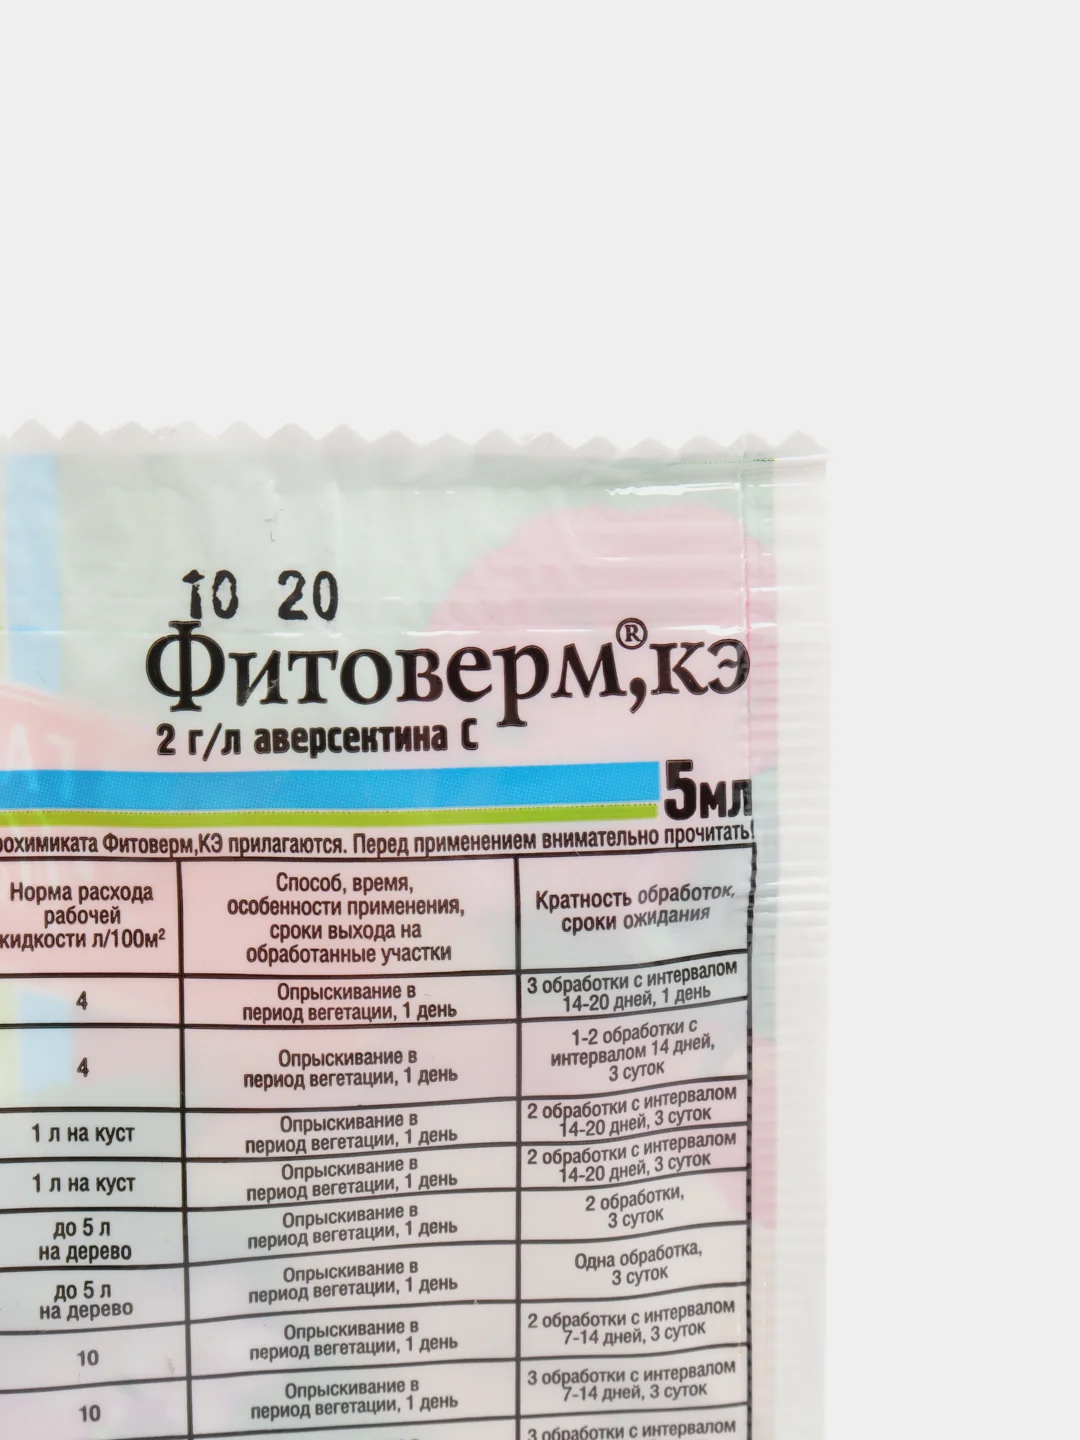 10 20
Фитоверм®,кэ
2 г/л аверсектина С
5мл
Фитоверм,КЭ прилагаются. Перед применением внимательно прочитать!
Норма расхода
рабочей
жидкости л/100м²
Способ, время,
особенности применения,
сроки выхода на
обработанные участки
Кратность обработок,
сроки ожидания
4
Опрыскивание в
период вегетации, 1 день
3 обработки с интервалом
14-20 дней, 1 день
4
Опрыскивание в
период вегетации, 1 день
1-2 обработки с
интервалом 14 дней,
3 суток
1 л на куст
Опрыскивание в
период вегетации, 1 день
2 обработки с интервалом
14-20 дней, 3 суток
1 л на куст
Опрыскивание в
период вегетации, 1 день
2 обработки с интервалом
14-20 дней, 3 суток
до 5 л
на дерево
Опрыскивание в
период вегетации, 1 день
2 обработки,
3 суток
до 5 л
на дерево
Опрыскивание в
период вегетации, 1 день
Одна обработка,
3 суток
10
Опрыскивание в
период вегетации, 1 день
2 обработки с интервалом
7-14 дней, 3 суток
10
Опрыскивание в
период вегетации, 1 день
3 обработки с интервалом
7-14 дней, 3 суток
3 обработки с интервалом